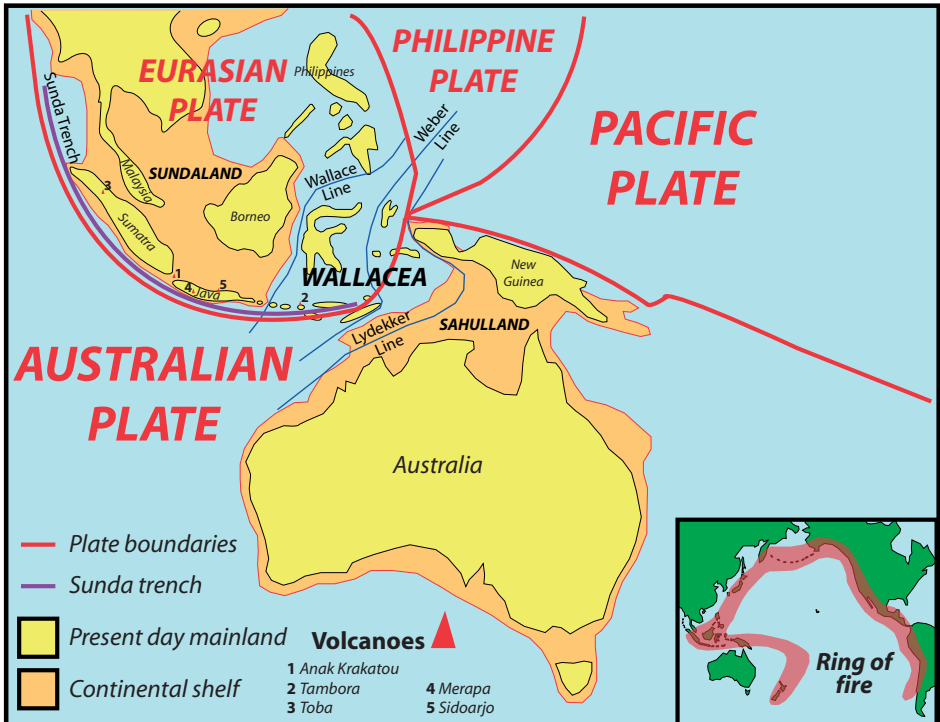 PHILIPPINE
PLATE
EURASIAN
PLATE
Philippines
PACIFIC
PLATE
Sunda Trench
Weber
Line
SUNDALAND
Wallace
Line
Malaysia
3
Sumatra
Borneo
New
Guinea
WALLACEA
1
4
Java
5
2
Lydekker
Line
SAHULLAND
AUSTRALIAN
PLATE
Australia
Plate boundaries
Sunda trench
Present day mainland
Continental shelf
Volcanoes
1 Anak Krakatou
2 Tambora
3 Toba
4 Merapa
5 Sidoarjo
Ring of
fire